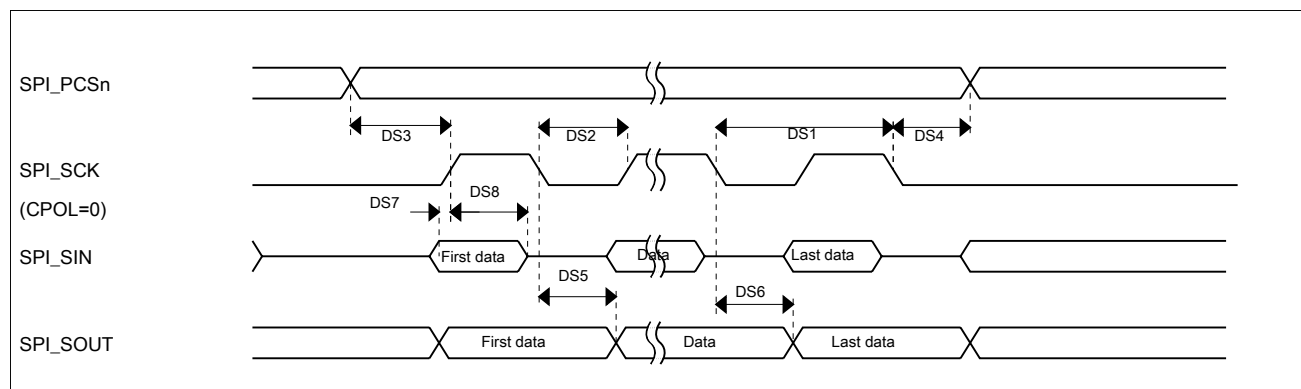 SPI_PCSn
DS3
DS2
DS1
DS4
SPI_SCK
(CPOL=0)
DS7
DS8
SPI_SIN
First data
Data
Last data
DS5
DS6
SPI_SOUT
First data
Data
Last data